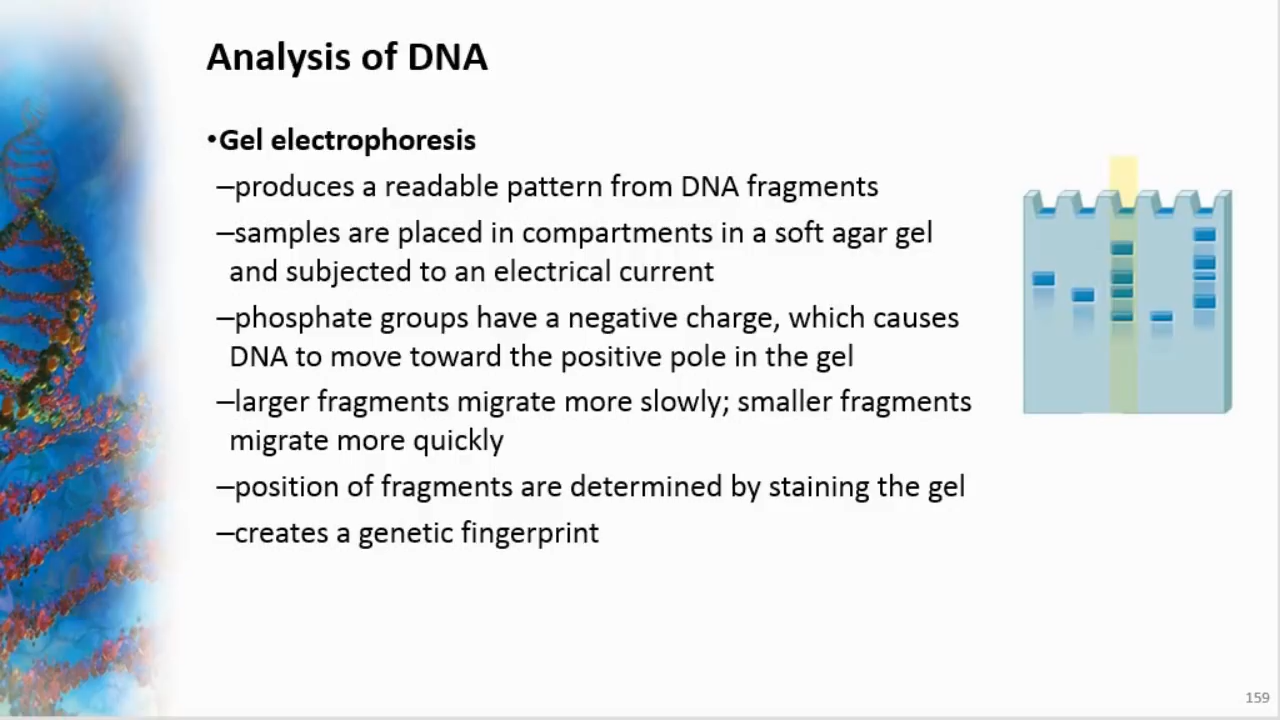 Analysis of DNA
•Gel electrophoresis
–produces a readable pattern from DNA fragments
–samples are placed in compartments in a soft agar gel
and subjected to an electrical current
–phosphate groups have a negative charge, which causes
DNA to move toward the positive pole in the gel
–larger fragments migrate more slowly; smaller fragments
migrate more quickly
–position of fragments are determined by staining the gel
–creates a genetic fingerprint
159